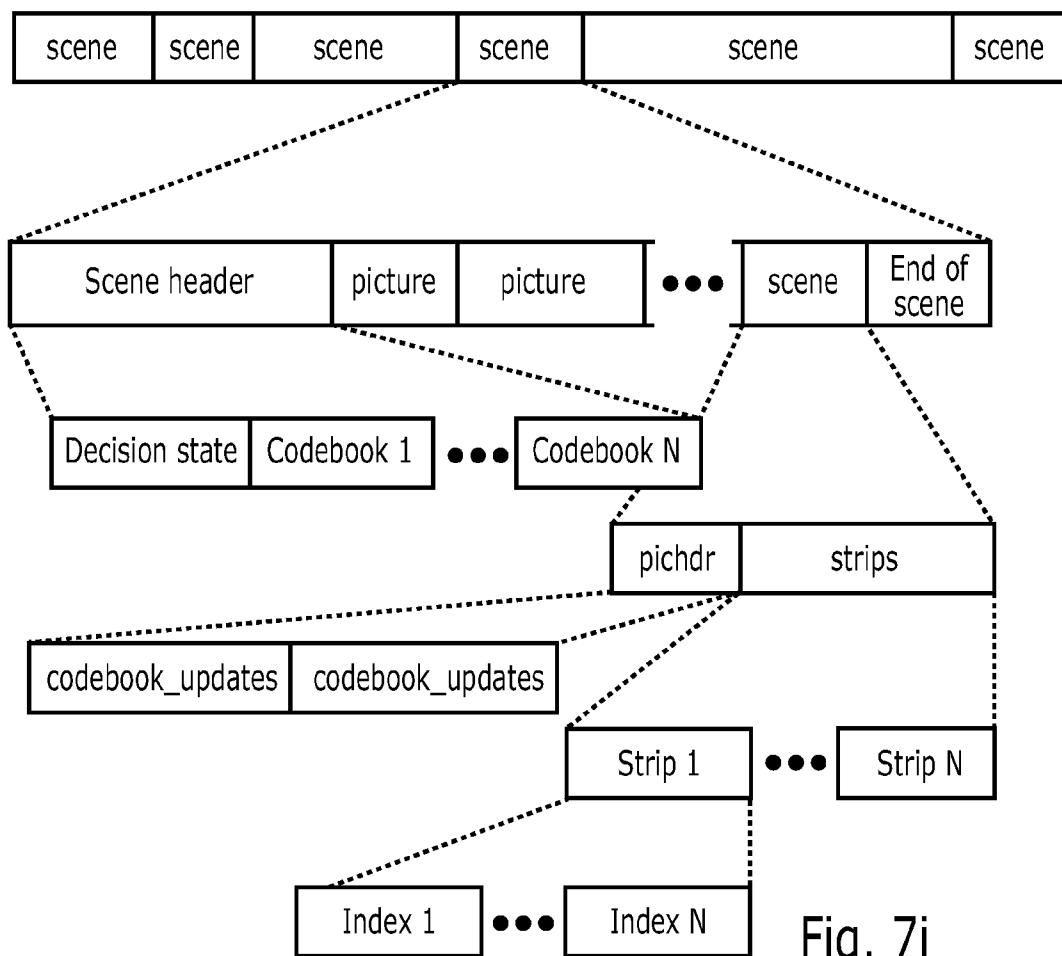 scene scene scene scene scene scene
Scene header picture picture scene End of scene
Decision state Codebook 1 Codebook N
pichdr strips
codebook_updates codebook_updates
Strip 1 Strip N
Index 1 Index N
Fig. 7i